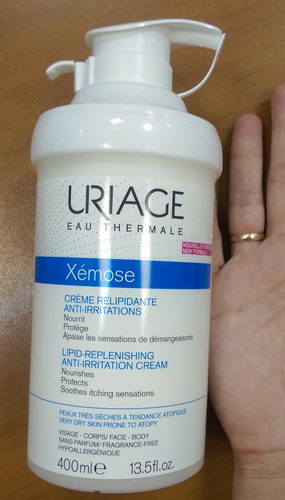 URIAGE
EAU THERMALE
NOUVELLE
NEW FORMULA
Xémose
CRÈME RELIPIDANTE
ANTI-IRRITATIONS
Nourrit
Protège
Apaise les sensations de démangeaisons
LIPID-REPLENISHING
ANTI-IRRITATION CREAM
Nourishes
Protects
Soothes itching sensations
PEAUX TRÈS SÈCHES À TENDANCE ATOPIQUE
VERY DRY SKIN PRONE TO ATOPY
VISAGE - CORPS/ FACE - BODY
SANS PARFUM/ FRAGRANCE-FREE
HYPOALLERGÉNIQUE
400ml℮ 13.5fl.oz.